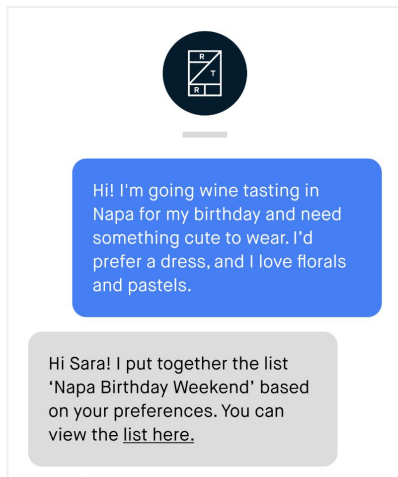 R
T
R
Hi! I'm going wine tasting in
Napa for my birthday and need
something cute to wear. I'd
prefer a dress, and I love florals
and pastels.
Hi Sara! I put together the list
‘Napa Birthday Weekend’ based
on your preferences. You can
view the list here.